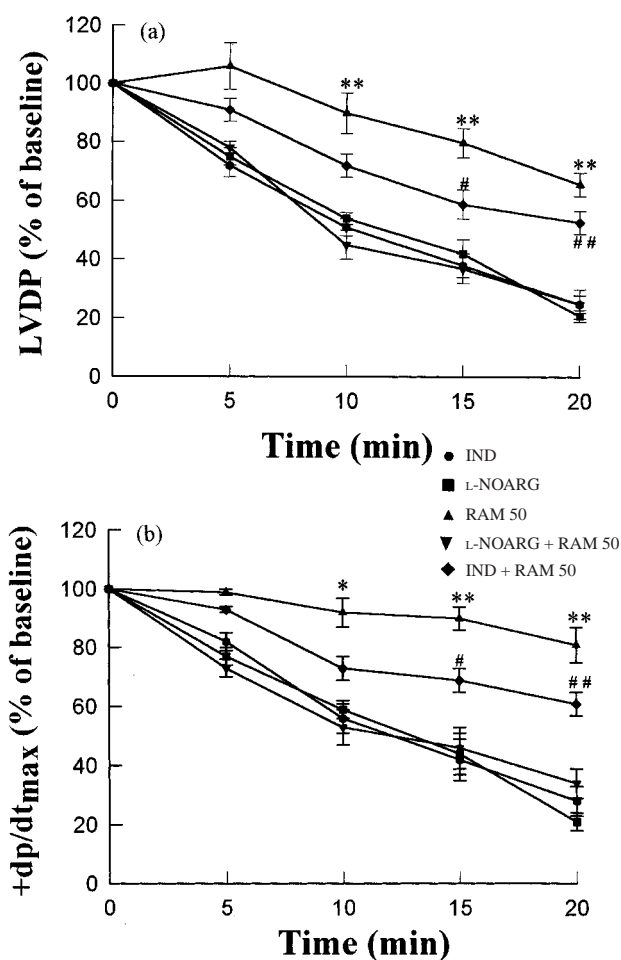 (a)
LVDP (% of baseline)
120
100
80
60
40
20
0
**
**
**
#
##
0 5 10 15 20
Time (min)
IND
L-NOARG
RAM 50
L-NOARG + RAM 50
IND + RAM 50
(b)
+dp/dtmax (% of baseline)
120
100
80
60
40
20
0
*
**
**
#
##
0 5 10 15 20
Time (min)